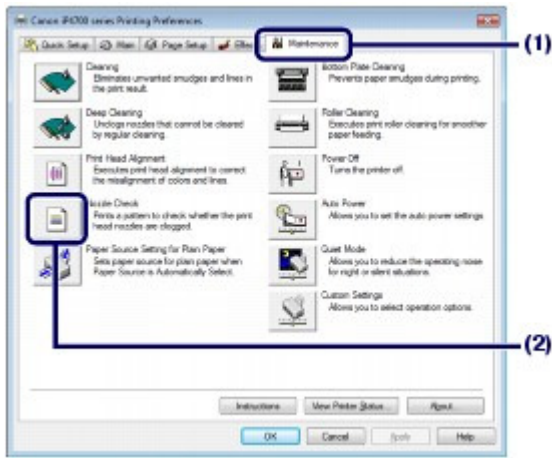 Canon iP4700 series Printing Preferences
Quick Setup Main Page Setup Effects Maintenance
(1)
Cleaning
Eliminates unwanted smudges and lines in
the print result.
Bottom Plate Cleaning
Prevents paper smudges during printing.
Deep Cleaning
Unclogs nozzles that cannot be cleared
by regular cleaning.
Roller Cleaning
Executes print roller cleaning for smoother
paper feeding.
Print Head Alignment
Executes print head alignment to correct
the misalignment of colors and lines.
Power Off
Turns the printer off.
Nozzle Check
Prints a pattern to check whether the print
head nozzles are clogged.
Auto Power
Allows you to set the auto power settings
Paper Source Setting for Plain Paper
Sets paper source for plain paper when
Paper Source is Automatically Select.
Quiet Mode
Allows you to reduce the operating noise
for night or silent situations.
Custom Settings
Allows you to select operation options.
(2)
Instructions View Printer Status... About...
OK Cancel Apply Help